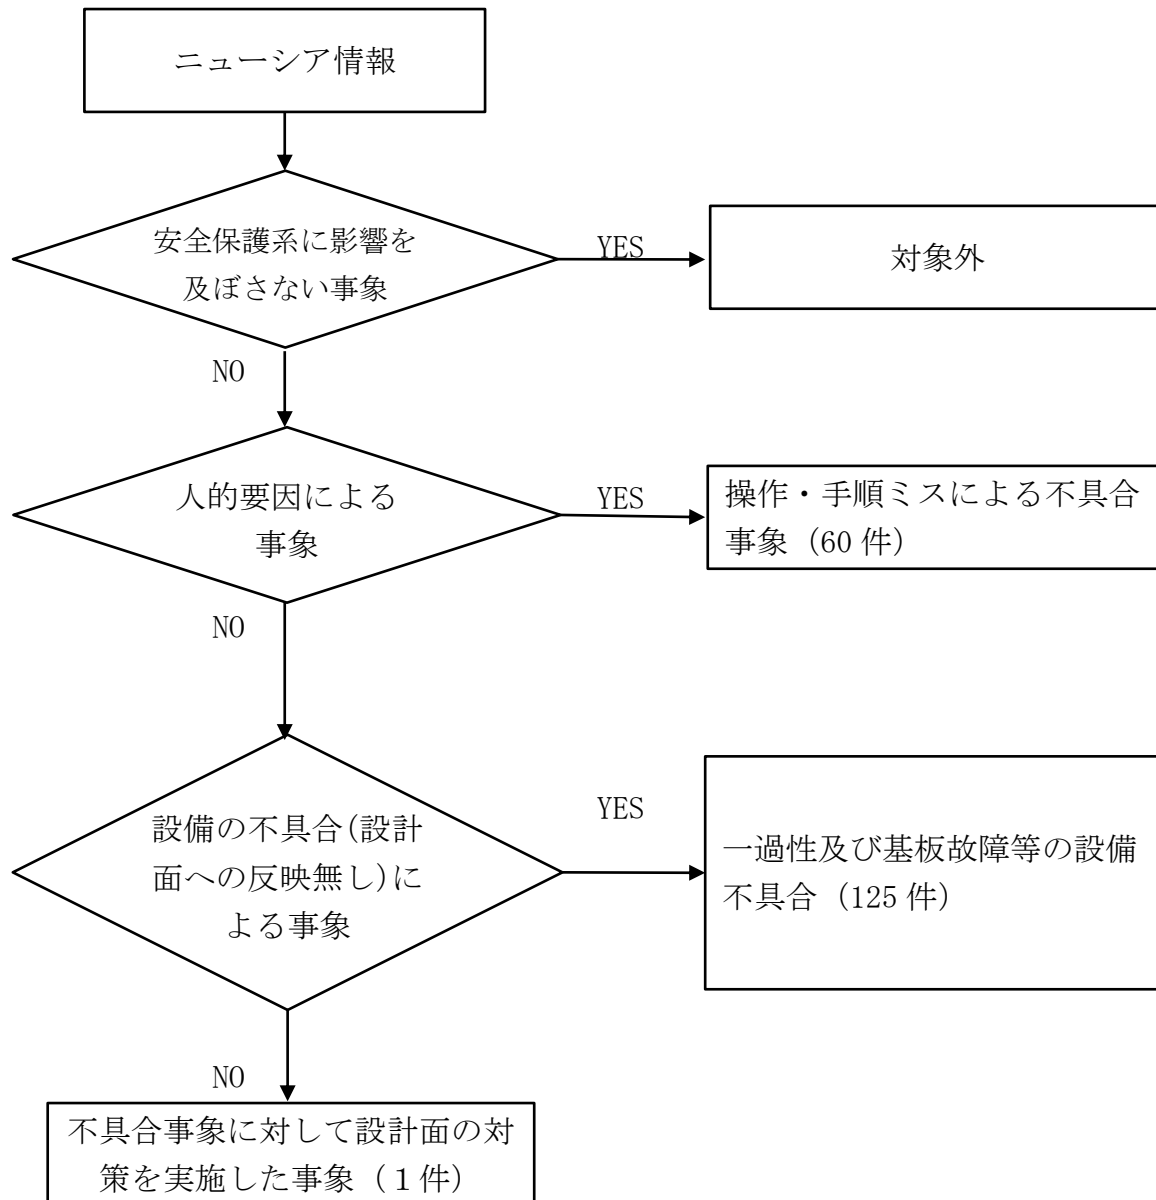 ニューシア情報
安全保護系に影響を
及ぼさない事象
YES
対象外
NO
人的要因による
事象
YES
操作・手順ミスによる不具合
事象（60 件）
NO
設備の不具合(設計
面への反映無し)に
よる事象
YES
一過性及び基板故障等の設備
不具合（125 件）
NO
不具合事象に対して設計面の対
策を実施した事象（１件）